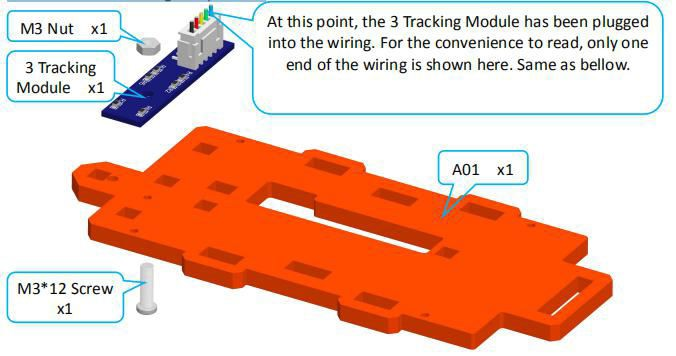 M3 Nut x1
3 Tracking
Module x1
At this point, the 3 Tracking Module has been plugged
into the wiring. For the convenience to read, only one
end of the wiring is shown here. Same as bellow.
A01 x1
M3*12 Screw
x1